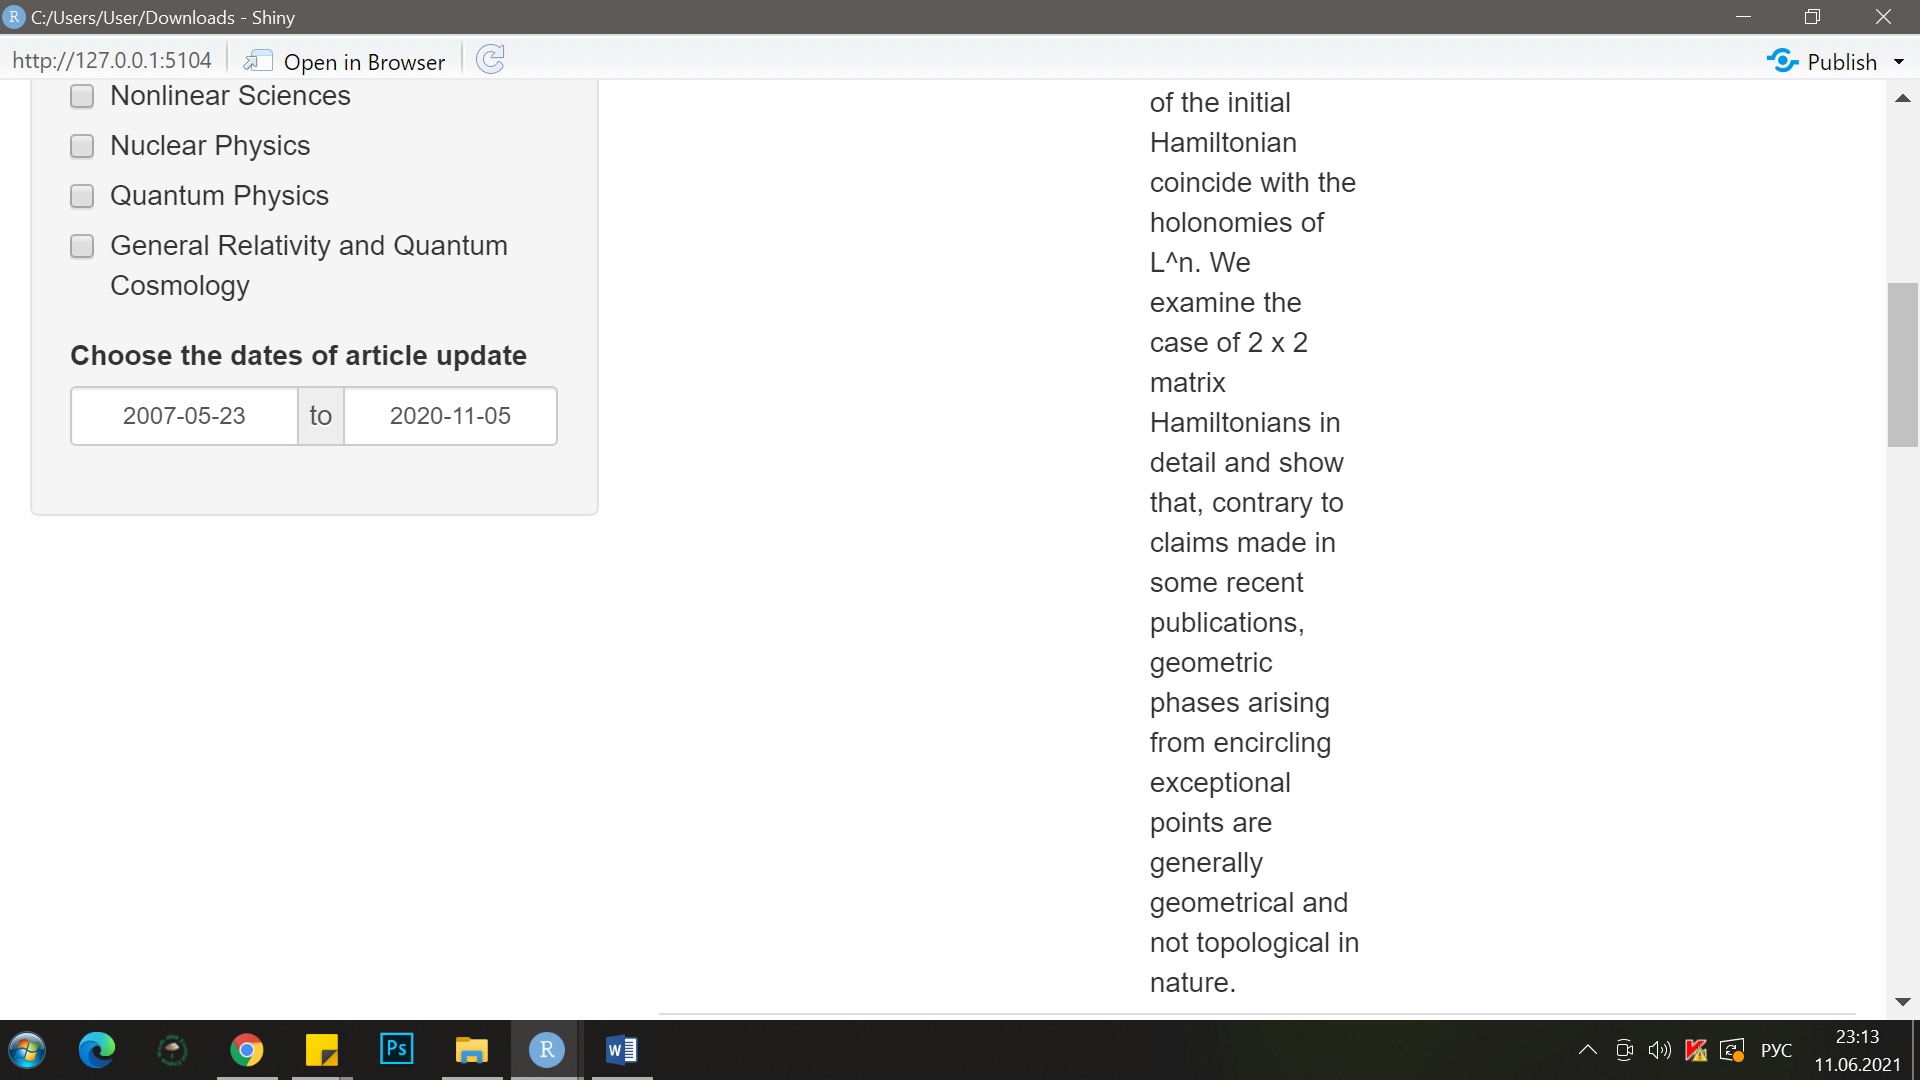 C:/Users/User/Downloads - Shiny
http://127.0.0.1:5104
Open in Browser
Publish
Nonlinear Sciences
Nuclear Physics
Quantum Physics
General Relativity and Quantum
Cosmology
Choose the dates of article update
2007-05-23 to 2020-11-05
of the initial
Hamiltonian
coincide with the
holonomies of
L^n. We
examine the
case of 2 x 2
matrix
Hamiltonians in
detail and show
that, contrary to
claims made in
some recent
publications,
geometric
phases arising
from encircling
exceptional
points are
generally
geometrical and
not topological in
nature.
Ps
R
W
РУС
23:13
11.06.2021